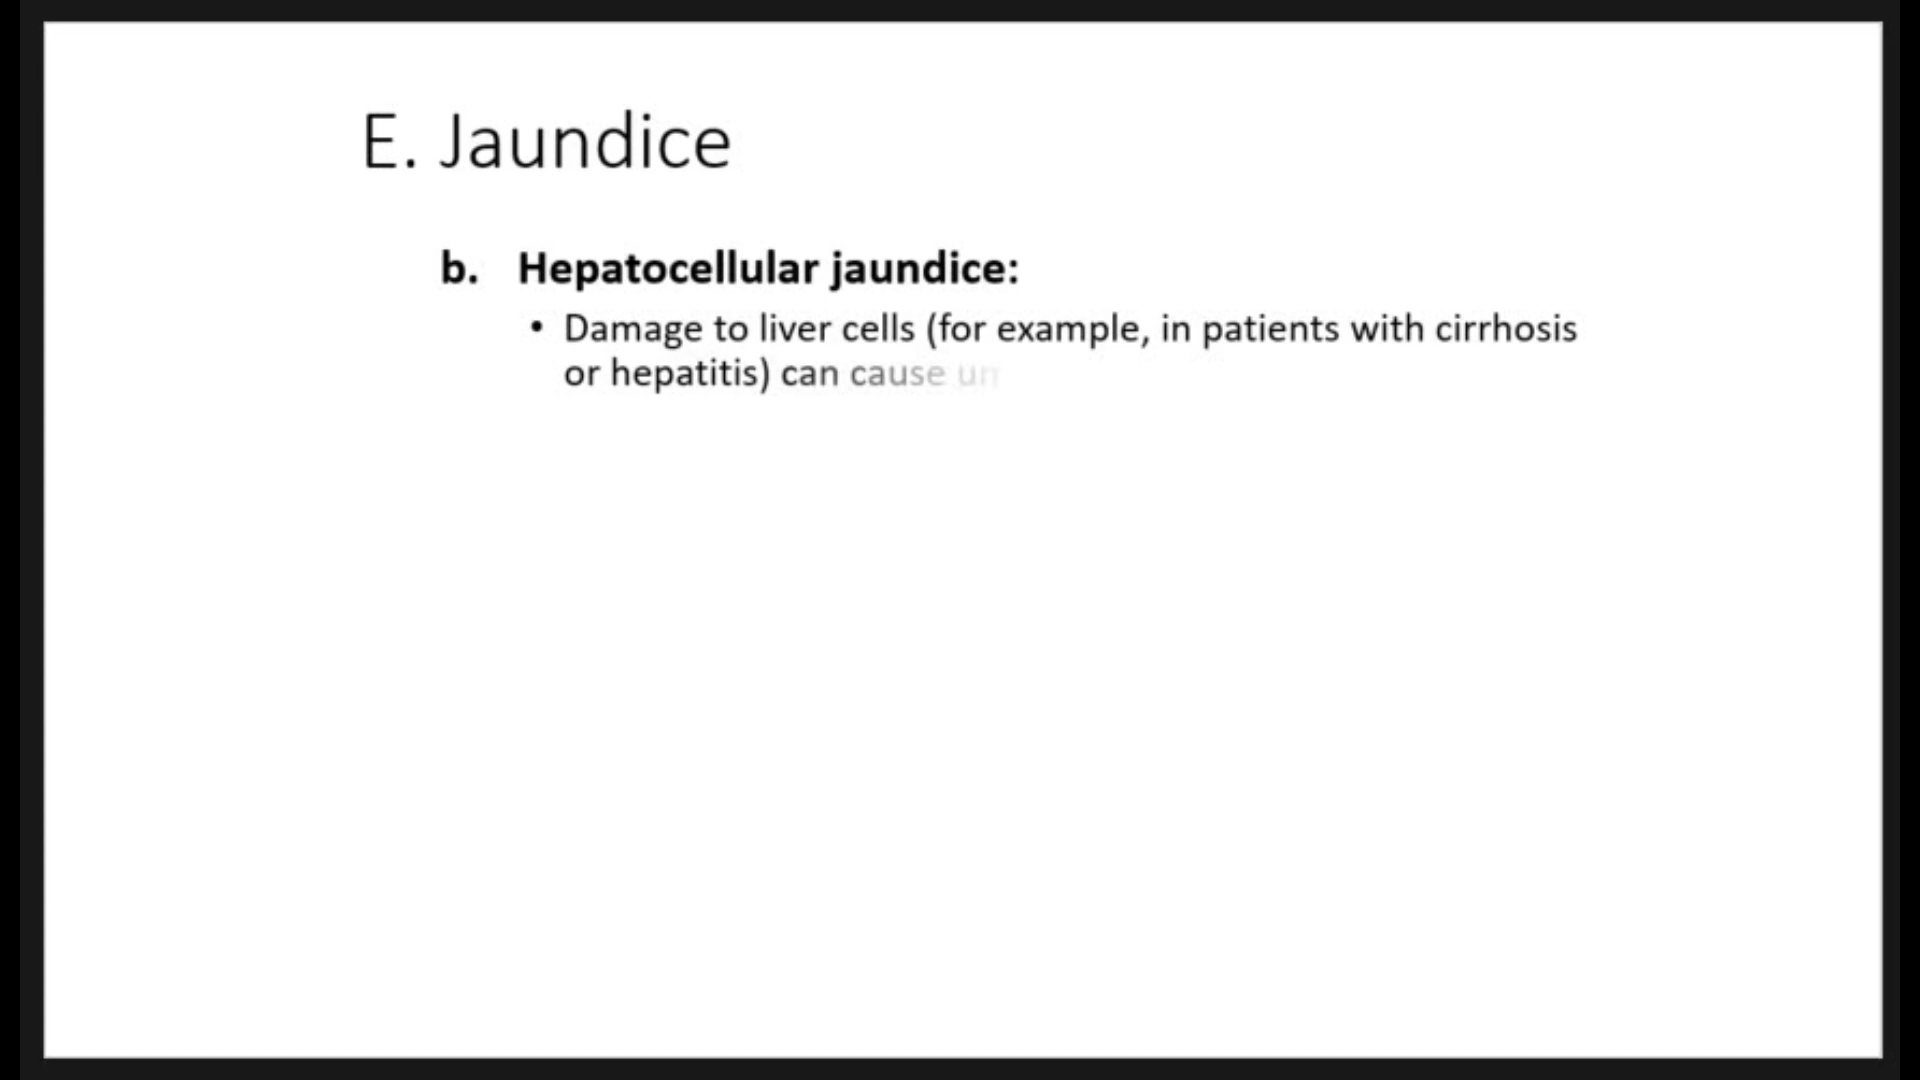 E. Jaundice
b. Hepatocellular jaundice:
• Damage to liver cells (for example, in patients with cirrhosis
or hepatitis) can cause